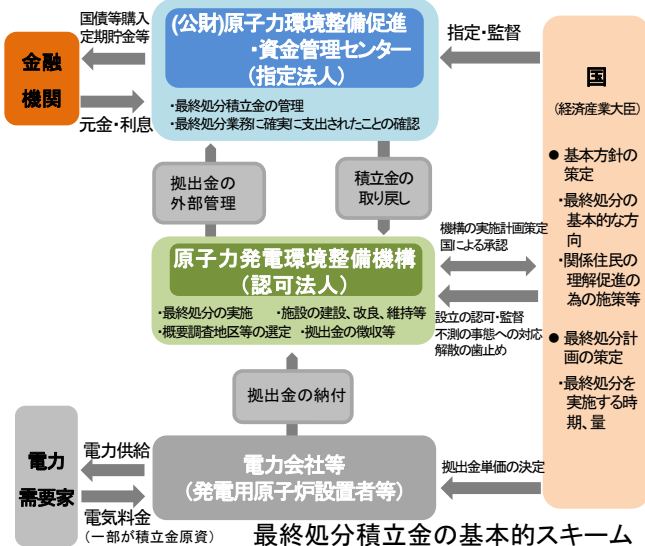 国債等購入
定期貯金等
金融
機関
元金・利息
(公財)原子力環境整備促進
・資金管理センター
(指定法人)
・最終処分積立金の管理
・最終処分業務に確実に支出されたことの確認
指定・監督
国
(経済産業大臣)
● 基本方針の
策定
・最終処分の
基本的な方
向
・関係住民の
理解促進の
為の施策等
● 最終処分計
画の策定
・最終処分を
実施する時
期、量
拠出金の
外部管理
積立金の
取り戻し
機構の実施計画策定
国による承認
原子力発電環境整備機構
(認可法人)
・最終処分の実施 ・施設の建設、改良、維持等
・概要調査地区等の選定 ・拠出金の徴収等
設立の認可・監督
不測の事態への対応
解散の歯止め
拠出金の納付
電力
需要家
電力供給
電気料金
(一部が積立金原資)
電力会社等
(発電用原子炉設置者等)
拠出金単価の決定
最終処分積立金の基本的スキーム